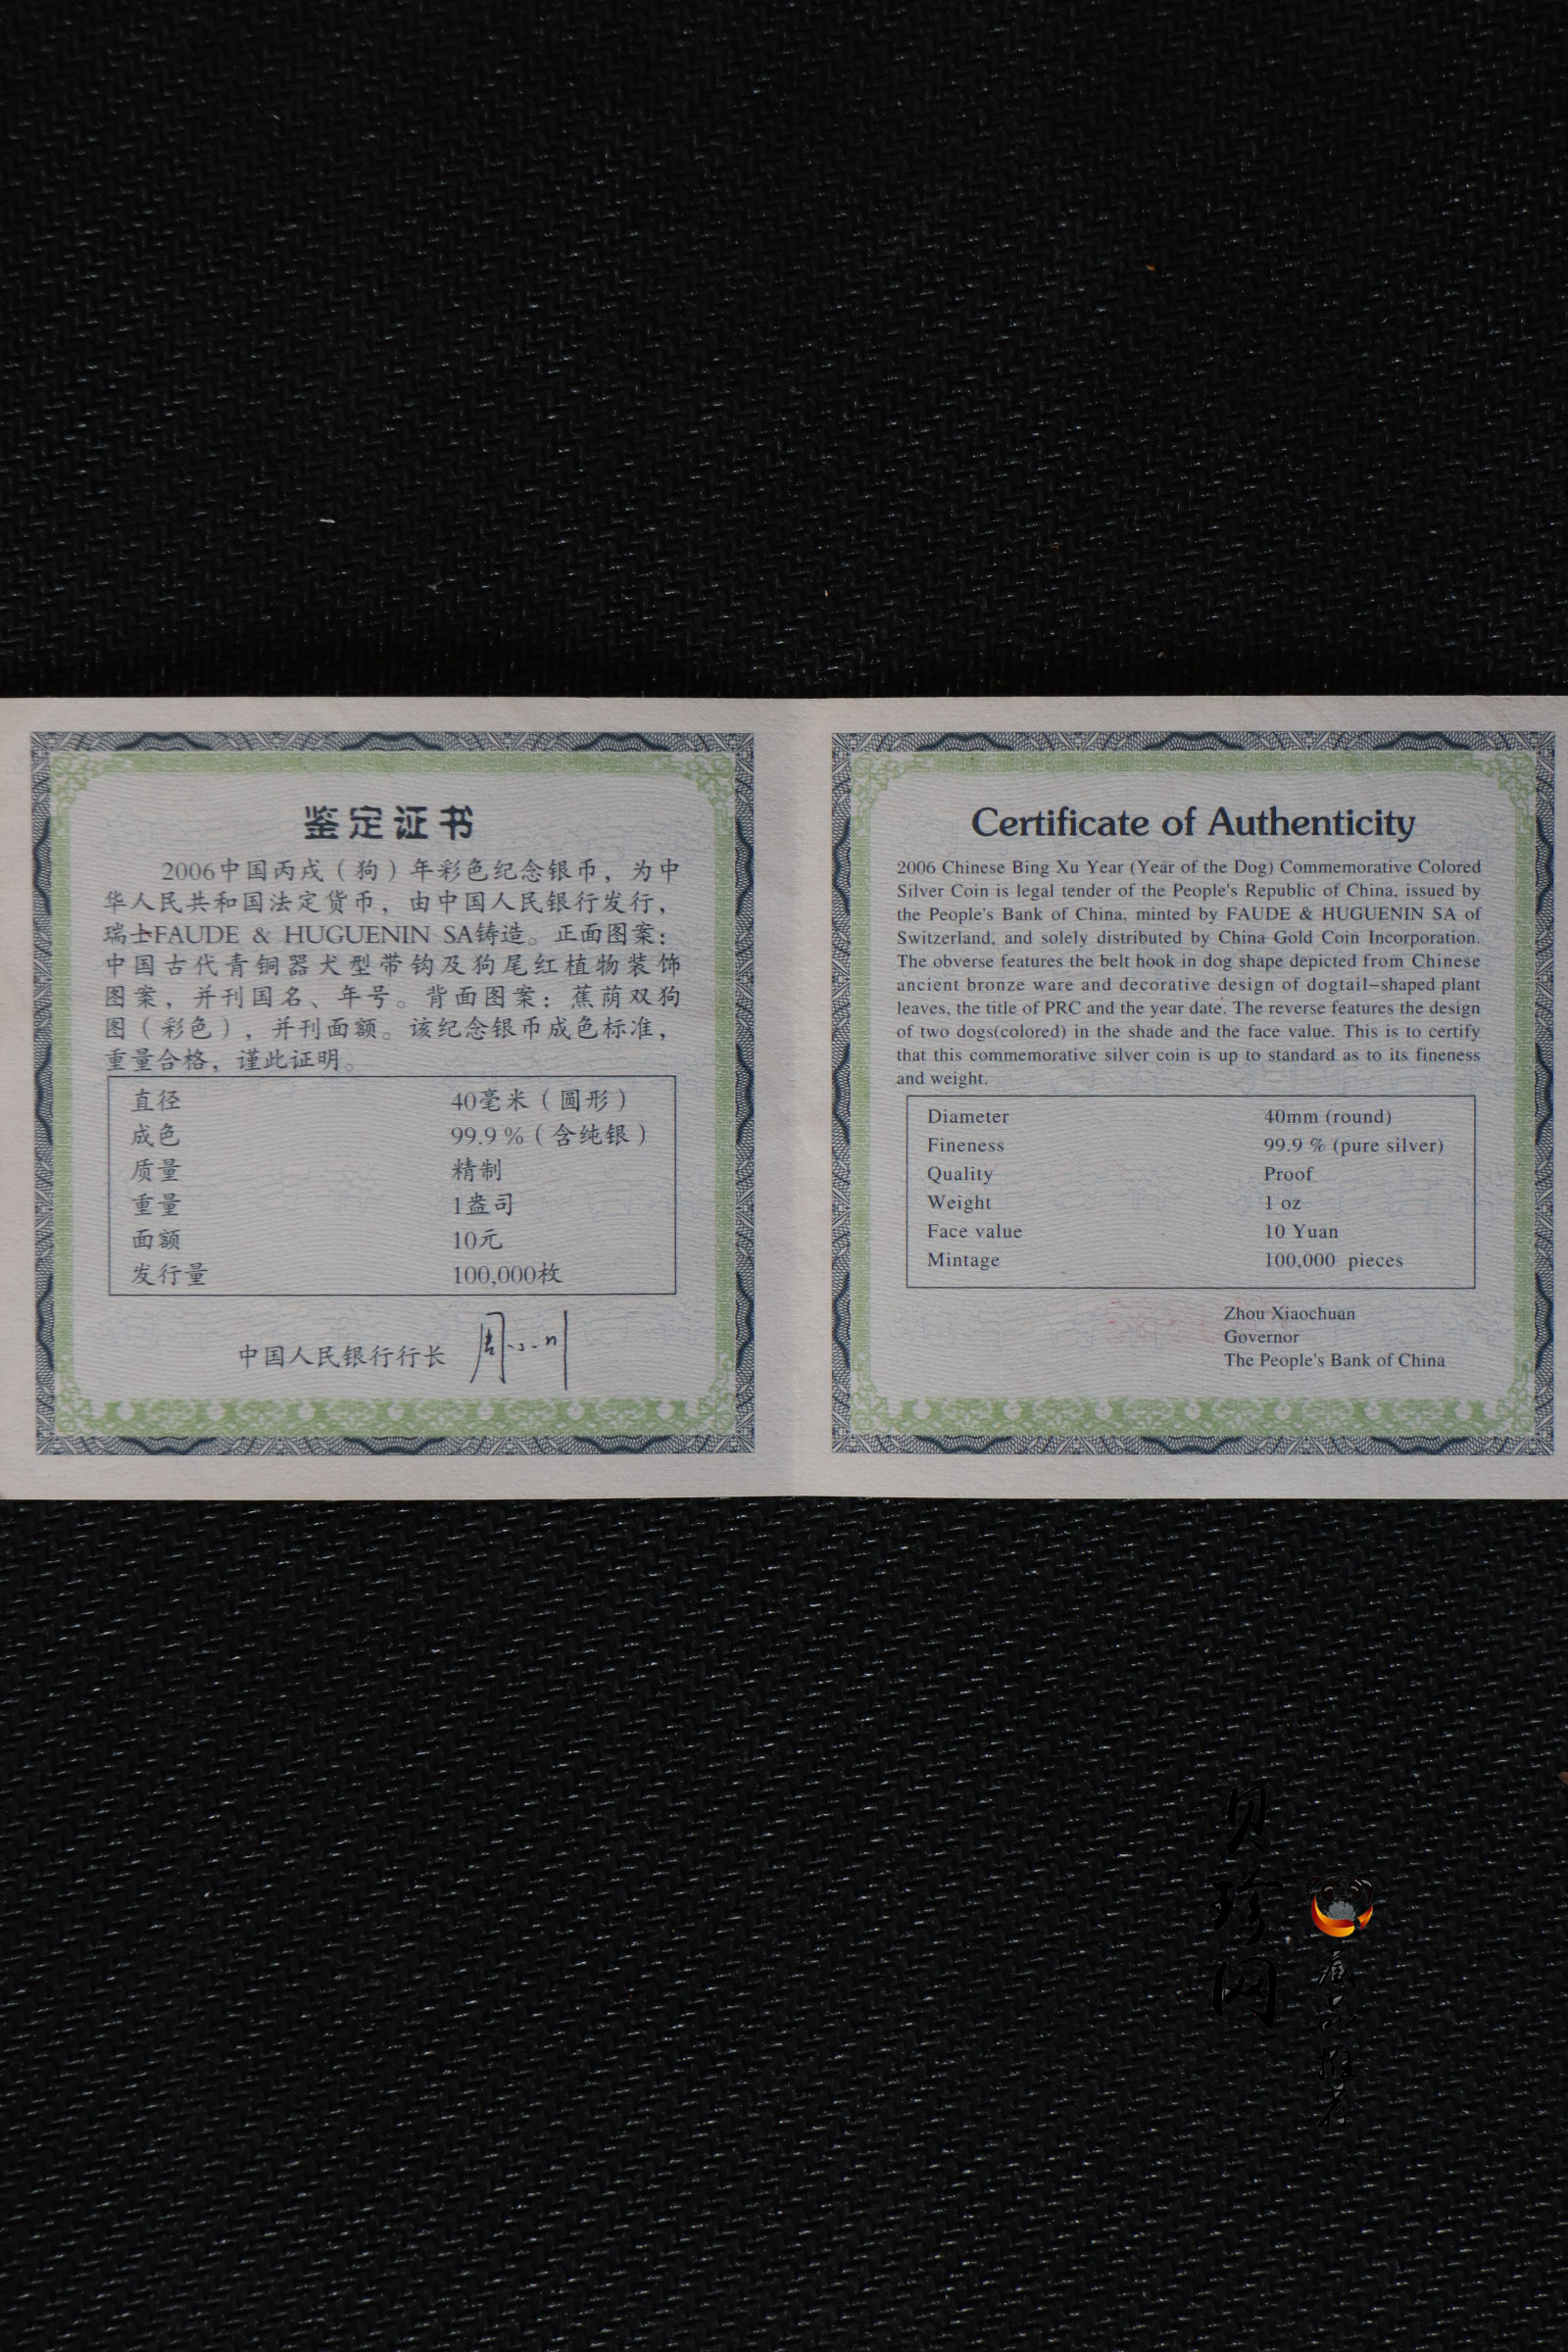 鉴定证书
2006中国丙戌（狗）年彩色纪念银币，为中
华人民共和国法定货币，由中国人民银行发行，
瑞士FAUDE & HUGUENIN SA铸造。正面图案：
中国古代青铜器犬型带钩及狗尾红植物装饰
图案，并刊国名、年号。背面图案：蕉荫双狗
图（彩色），并刊面额。该纪念银币成色标准，
重量合格，谨此证明。
直径 40毫米（圆形）
成色 99.9％（含纯银）
质量 精制
重量 1盎司
面额 10元
发行量 100,000枚
中国人民银行行长 周小川
Certificate of Authenticity
2006 Chinese Bing Xu Year (Year of the Dog) Commemorative Colored
Silver Coin is legal tender of the People's Republic of China, issued by
the People's Bank of China, minted by FAUDE & HUGUENIN SA of
Switzerland, and solely distributed by China Gold Coin Incorporation.
The obverse features the belt hook in dog shape depicted from Chinese
ancient bronze ware and decorative design of dogtail–shaped plant
leaves, the title of PRC and the year date. The reverse features the design
of two dogs(colored) in the shade and the face value. This is to certify
that this commemorative silver coin is up to standard as to its fineness
and weight.
Diameter 40mm (round)
Fineness 99.9 % (pure silver)
Quality Proof
Weight 1 oz
Face value 10 Yuan
Mintage 100,000 pieces
Zhou Xiaochuan
Governor
The People's Bank of China
贝珍网